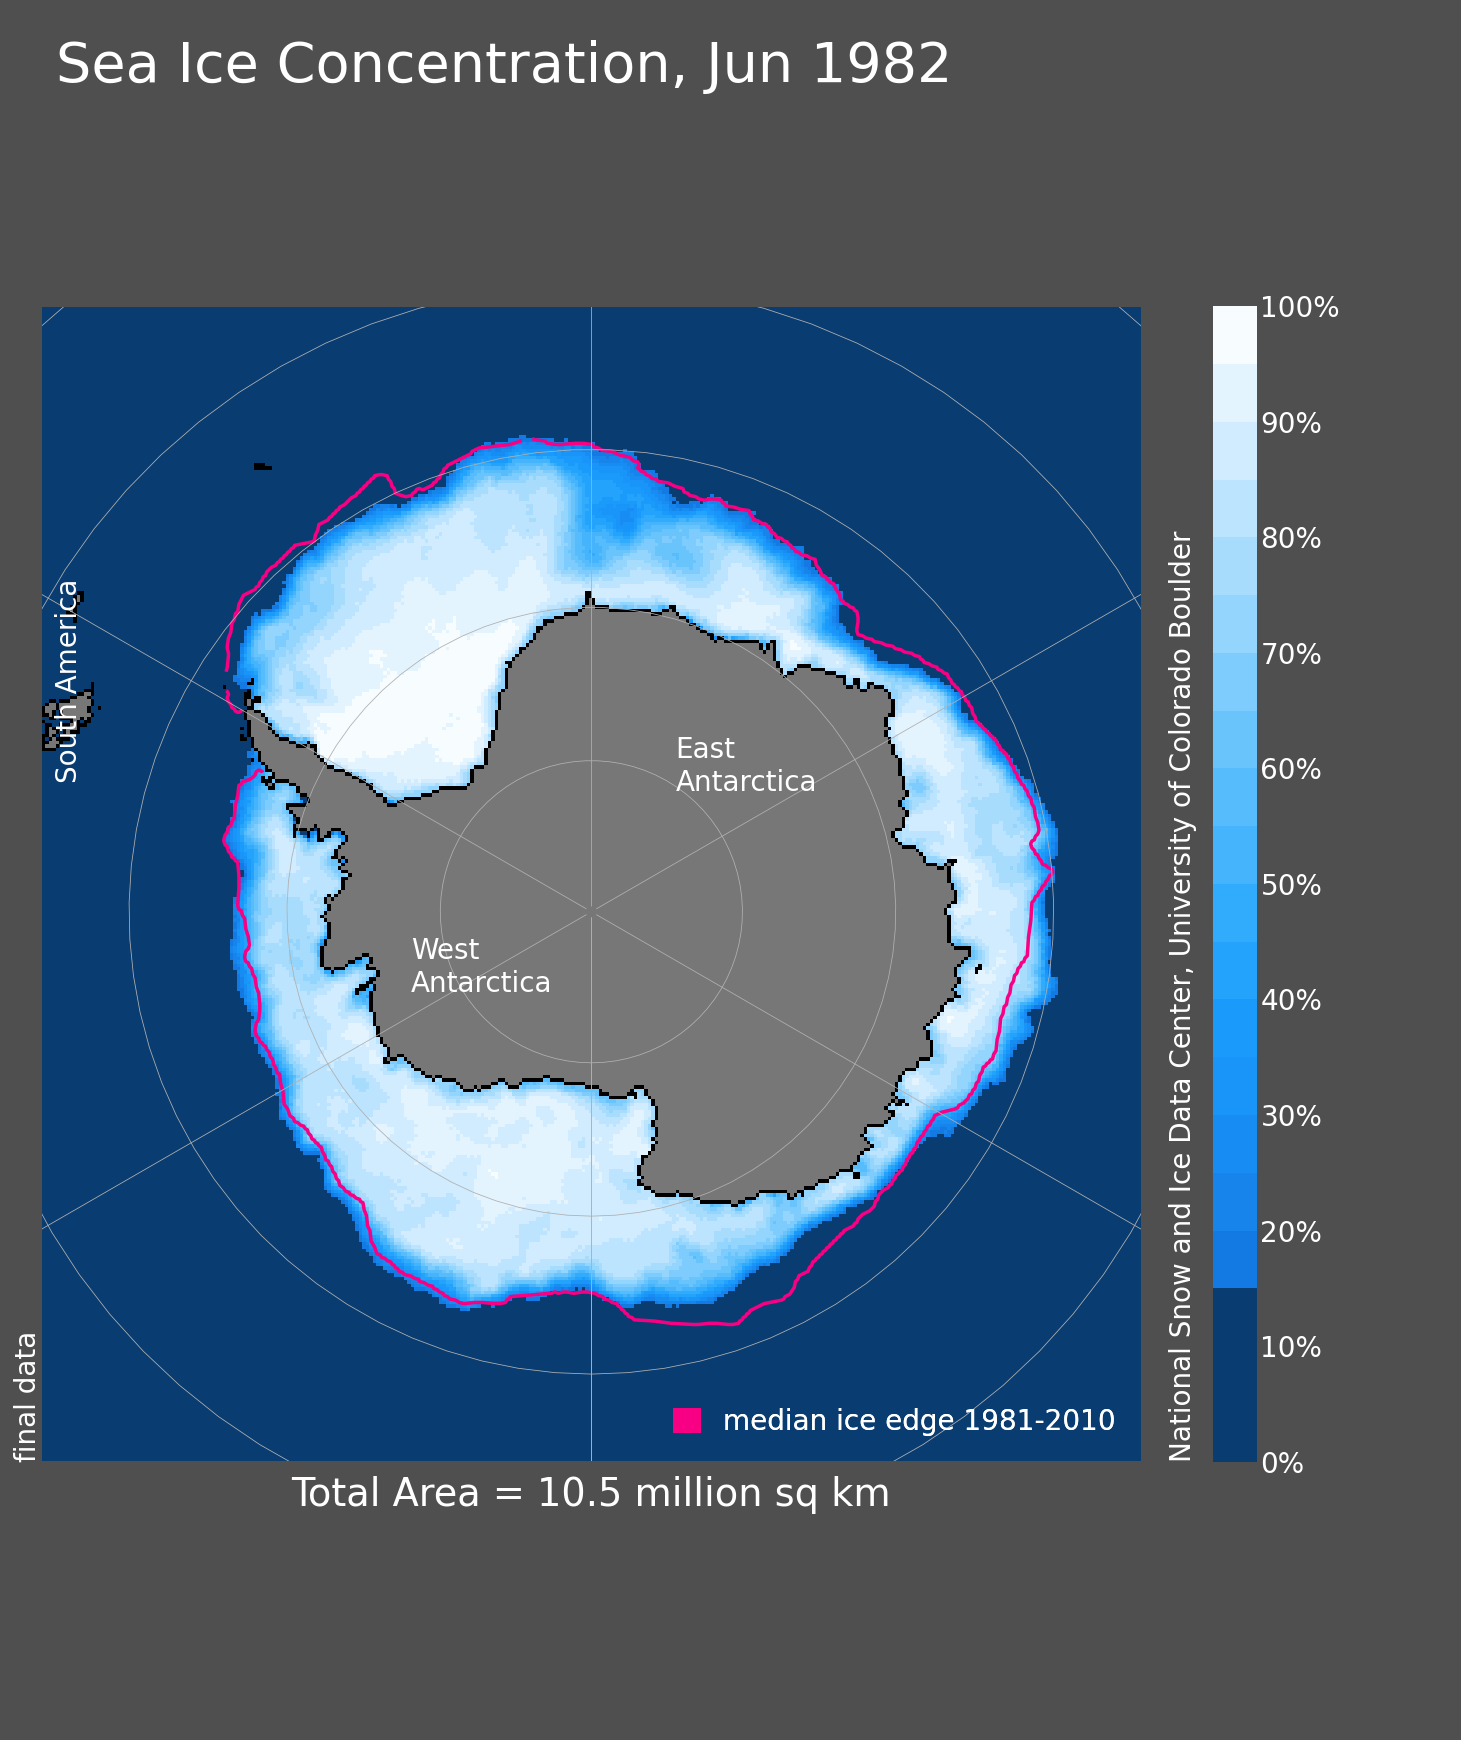 Sea Ice Concentration, Jun 1982
South America
East
Antarctica
West
Antarctica
final data
median ice edge 1981-2010
Total Area = 10.5 million sq km
National Snow and Ice Data Center, University of Colorado Boulder
100%
90%
80%
70%
60%
50%
40%
30%
20%
10%
0%